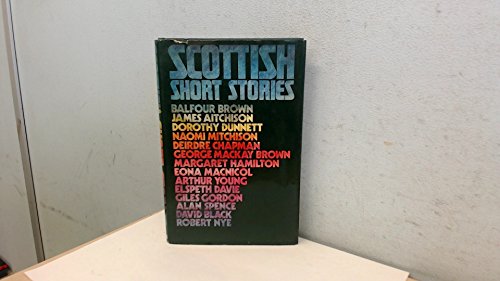 SCOTTISH
SHORT STORIES
BALFOUR BROWN
JAMES AITCHISON
DOROTHY DUNNETT
NAOMI MITCHISON
DEIRDRE CHAPMAN
GEORGE MACKAY BROWN
MARGARET HAMILTON
EONA MACNICOL
ARTHUR YOUNG
ELSPETH DAVIE
GILES GORDON
ALAN SPENCE
DAVID BLACK
ROBERT NYE